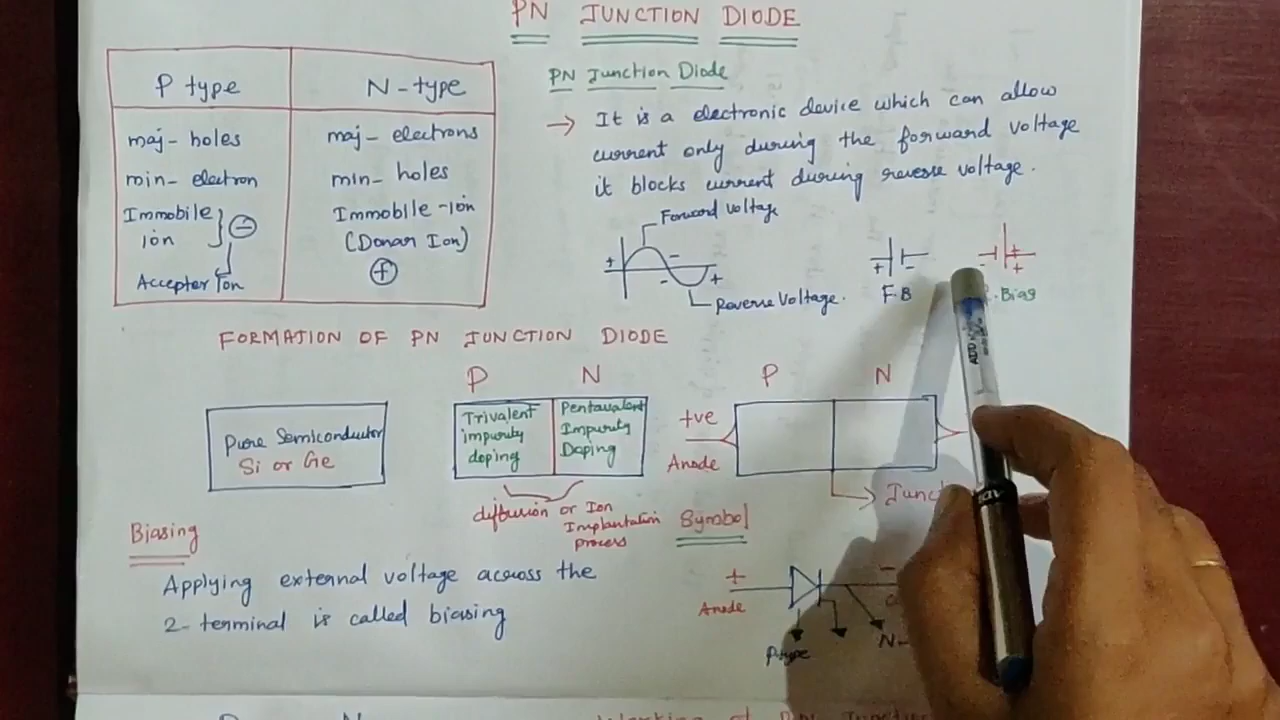 PN JUNCTION DIODE
P type
N-type
maj- holes
maj- electrons
min- electron
min- holes
Immobile ion } ⊖
Immobile -ion
(Donar Ion)
⊕
Acceptor Ion
PN Junction Diode
→ It is a electronic device which can allow
current only during the forward voltage
it blocks current during reverse voltage.
Forward voltage
+ -
- +
Reverse Voltage.
+ -
F.B
- +
+
.Bias
FORMATION OF PN JUNCTION DIODE
Pure Semiconductor
Si or Ge
P N
Trivalent
impurity
doping
Pentavalent
Impurity
Doping
diffusion or Ion
Implantation
process
P N
+ve
Anode
Biasing
Applying external voltage across the
2- terminal is called biasing
Symbol
+ -
Anode
P-type
N-
Working of